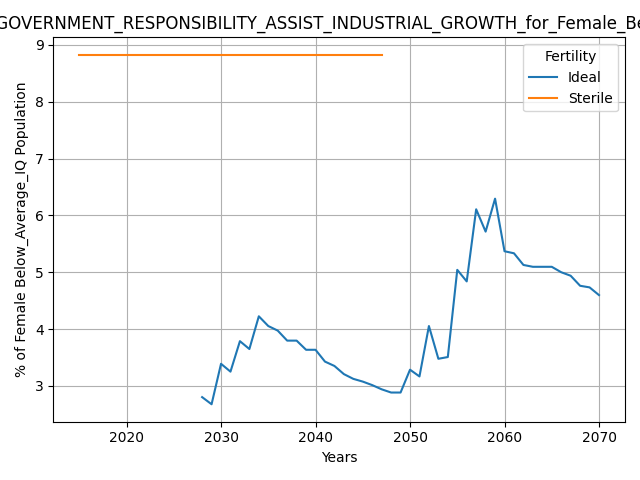 GOVERNMENT_RESPONSIBILITY_ASSIST_INDUSTRIAL_GROWTH_for_Female_Be
Fertility
Ideal
Sterile
% of Female Below_Average_IQ Population
9
8
7
6
5
4
3
2020 2030 2040 2050 2060 2070
Years